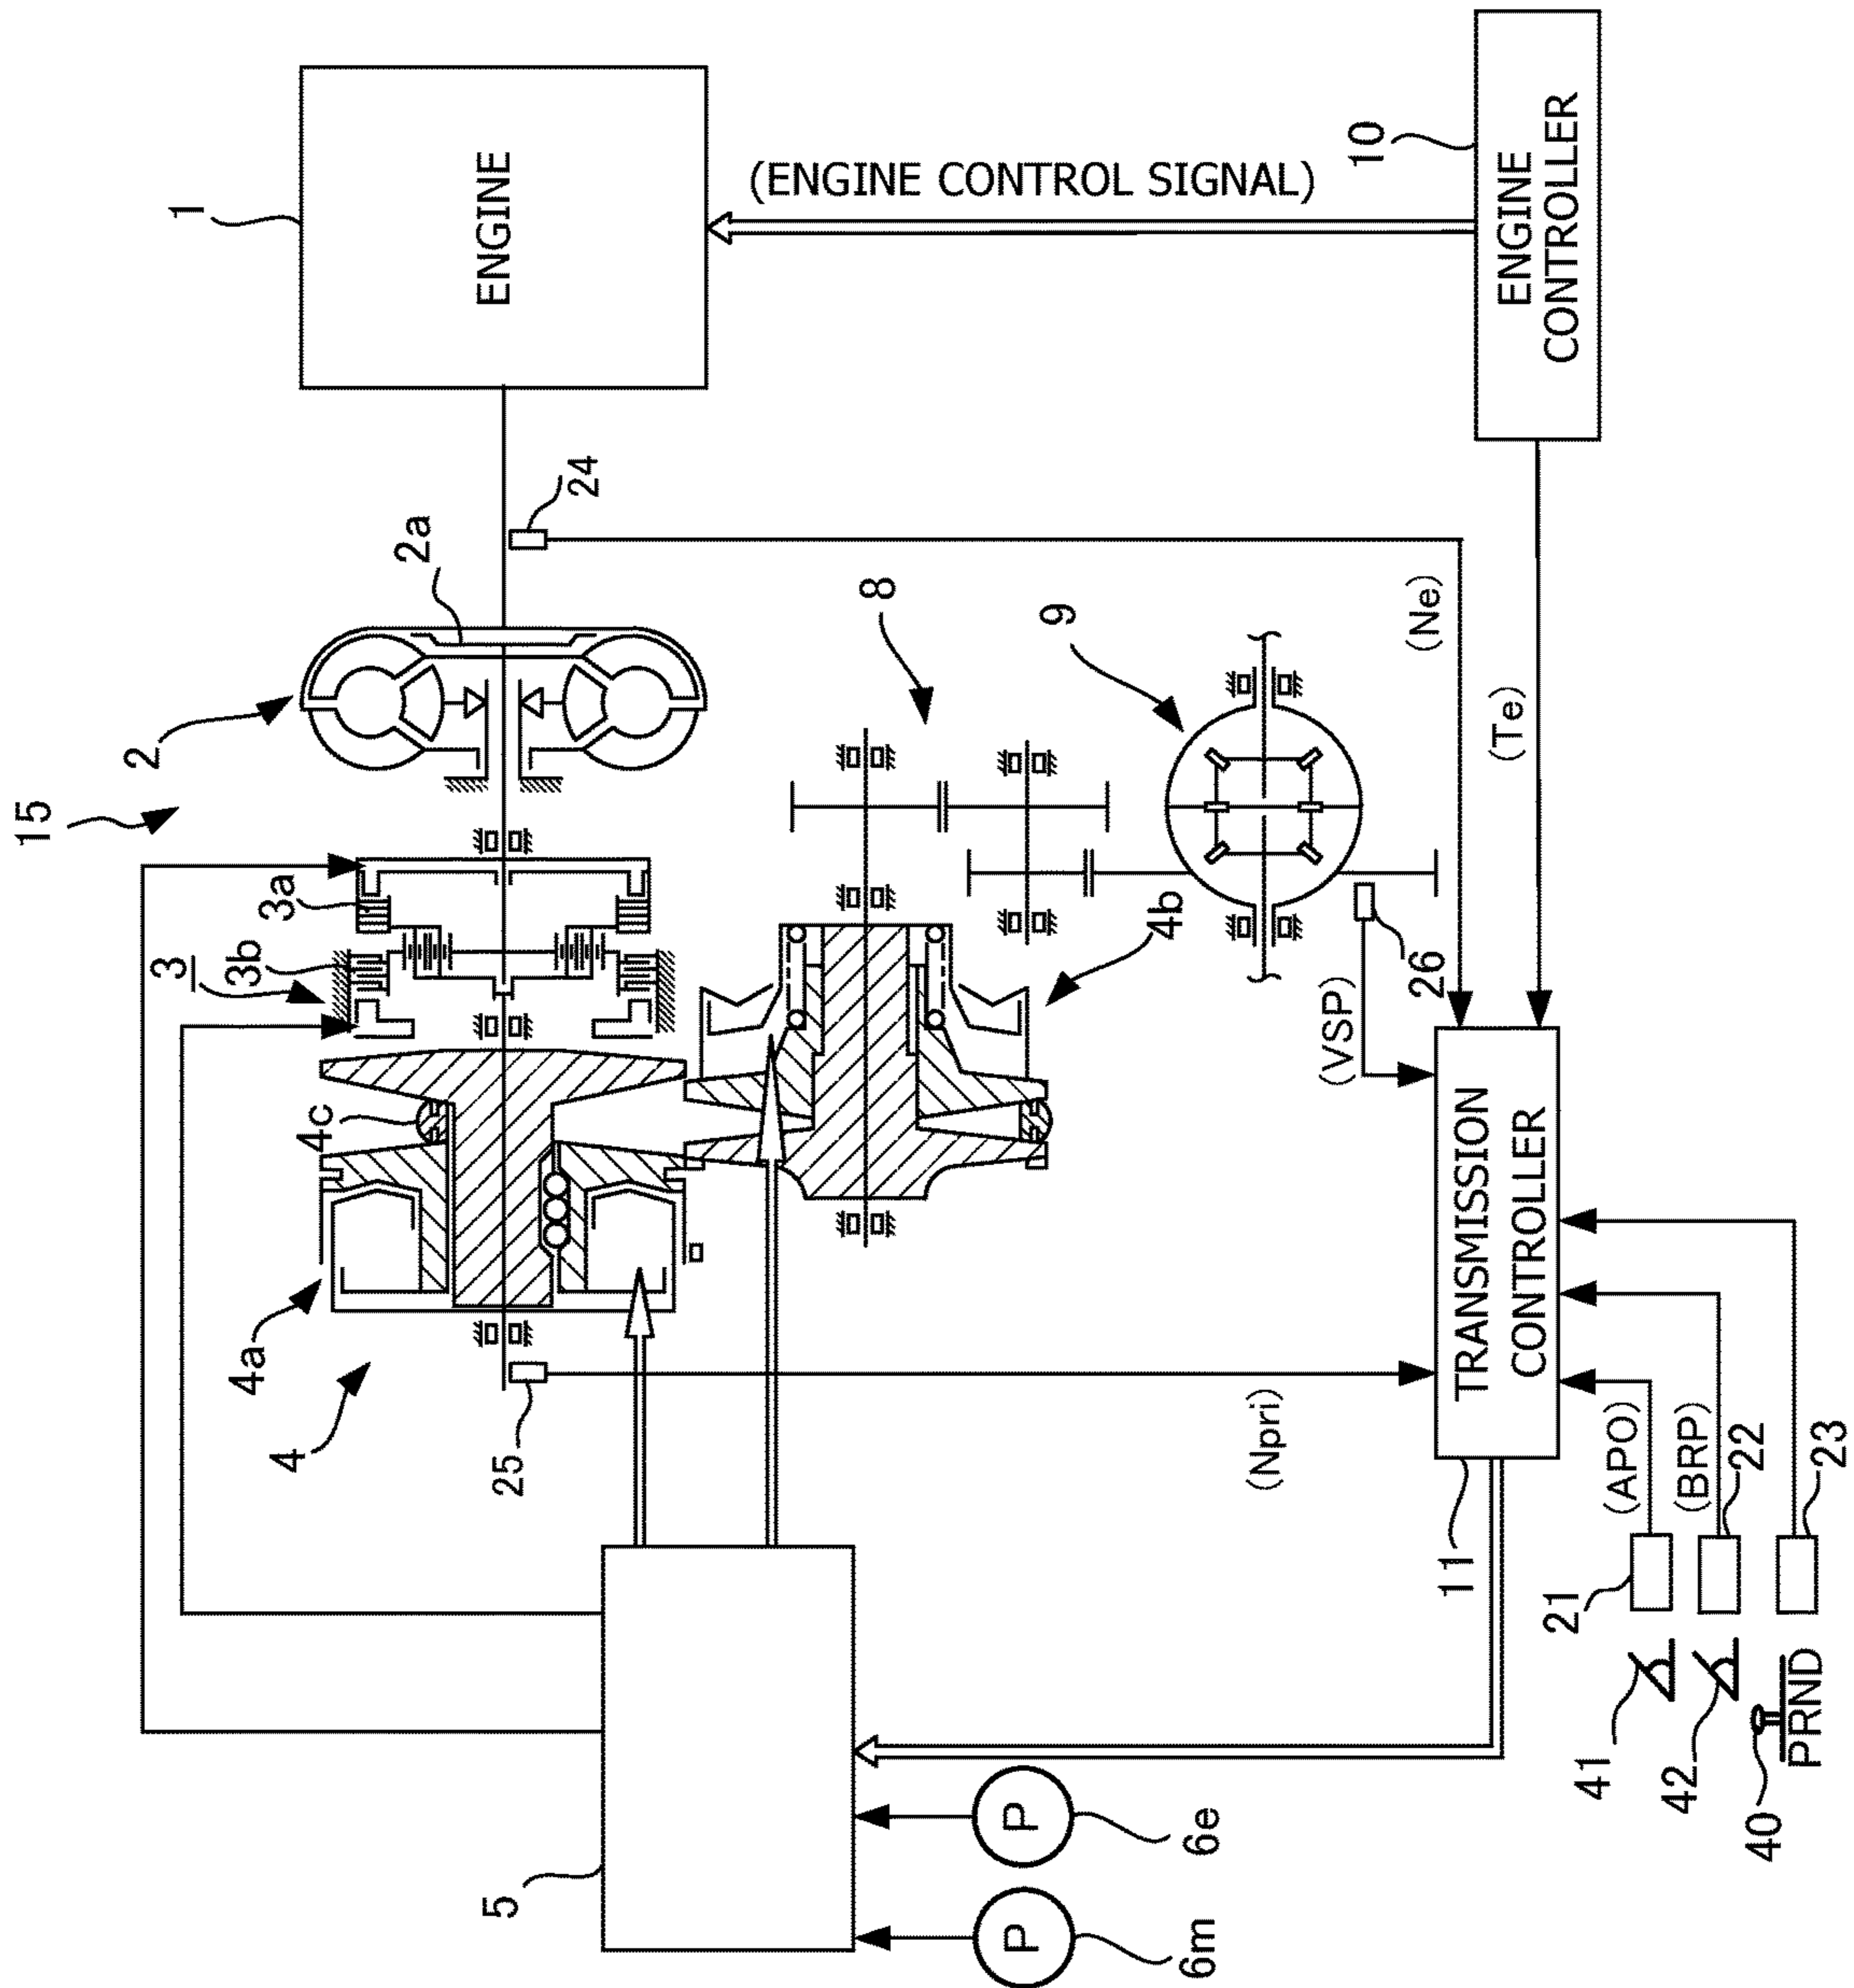 1
ENGINE
(ENGINE CONTROL SIGNAL)
10
ENGINE
CONTROLLER
24
2a
2
15
(Ne)
(Te)
8
9
3a
3b
3
4b
26
(VSP)
4c
4a
4
25
(Npri)
TRANSMISSION
CONTROLLER
11
(APO)
(BRP)
21
22
23
41
42
40
PRND
5
P
6e
P
6m